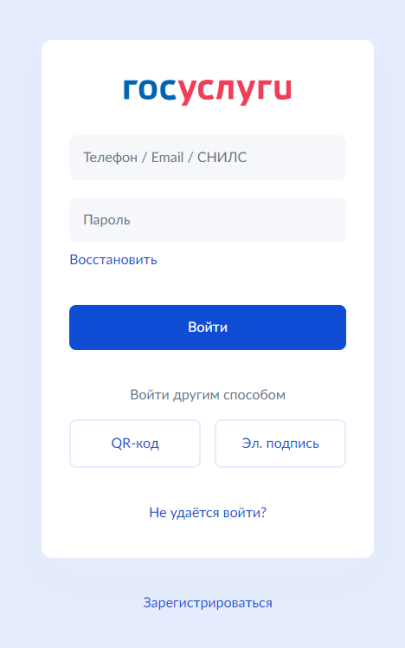 госуслуги
Телефон / Email / СНИЛС
Пароль
Восстановить
Войти
Войти другим способом
QR-код
Эл. подпись
Не удаётся войти?
Зарегистрироваться